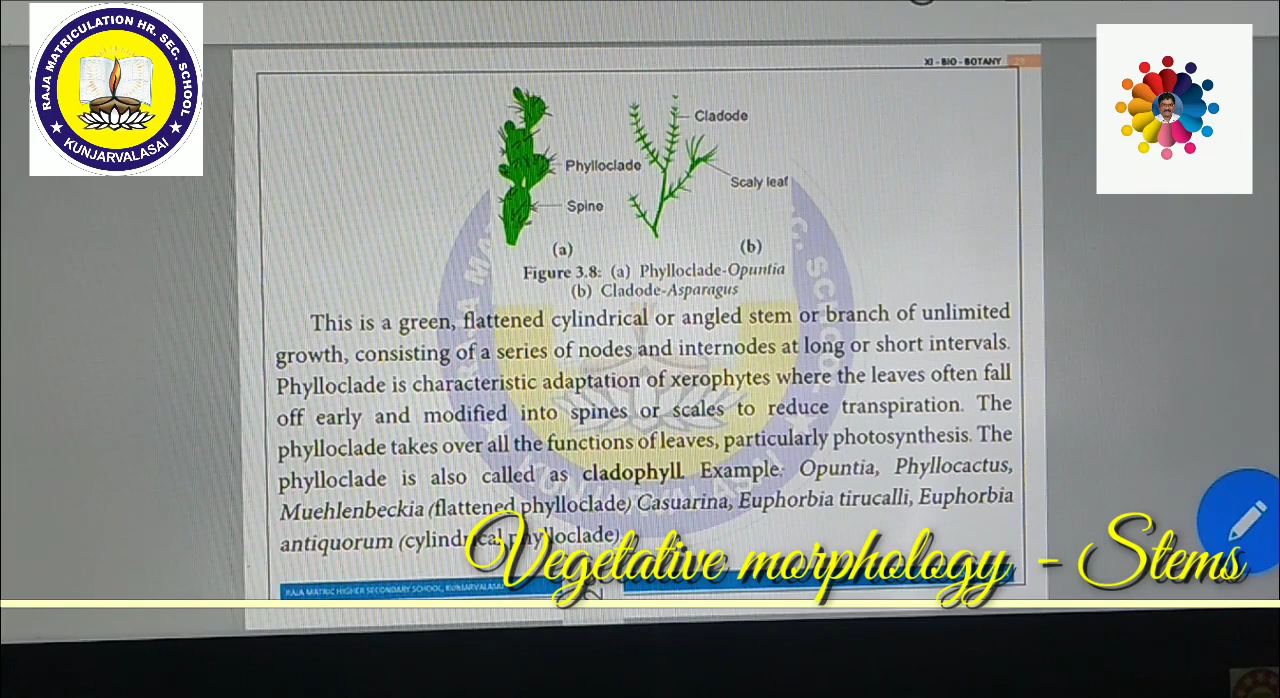 RAJA MATRICULATION HR. SEC. SCHOOL
KUNJARVALASAI
XI - BIO - BOTANY
Cladode
Phylloclade
Scaly leaf
Spine
(a)
(b)
Figure 3.8: (a) Phylloclade-Opuntia
(b) Cladode-Asparagus
This is a green, flattened cylindrical or angled stem or branch of unlimited
growth, consisting of a series of nodes and internodes at long or short intervals.
Phylloclade is characteristic adaptation of xerophytes where the leaves often fall
off early and modified into spines or scales to reduce transpiration. The
phylloclade takes over all the functions of leaves, particularly photosynthesis. The
phylloclade is also called as cladophyll. Example: Opuntia, Phyllocactus,
Muehlenbeckia (flattened phylloclade) Casuarina, Euphorbia tirucalli, Euphorbia
antiquorum (cylindrical phylloclade)
Vegetative morphology - Stems
RAJA MATRIC HIGHER SECONDARY SCHOOL, KUNJARVALASAI